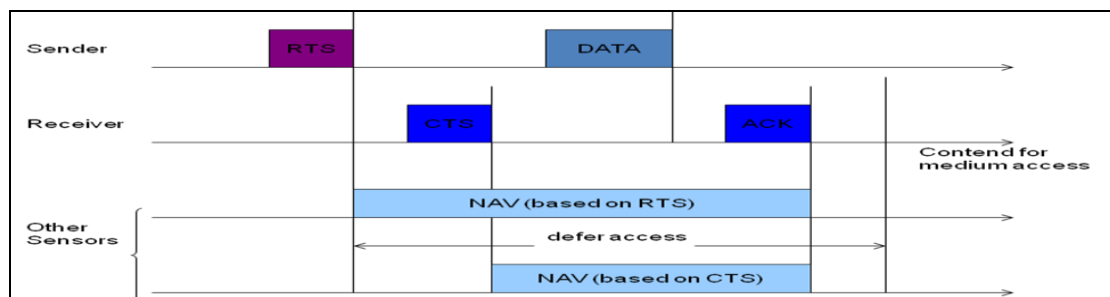 Sender
RTS
DATA
Receiver
CTS
ACK
Contend for
medium access
NAV (based on RTS)
Other
Sensors
defer access
NAV (based on CTS)